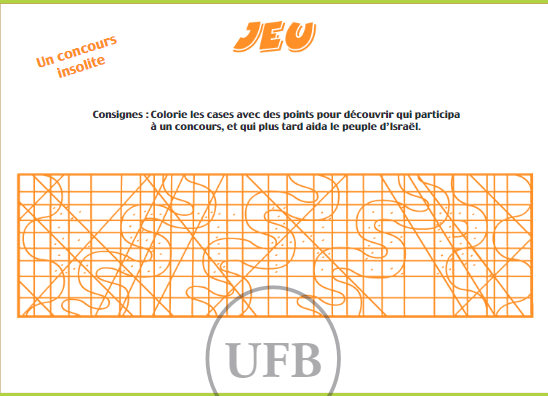 JEU
Un concours
insolite
Consignes : Colorie les cases avec des points pour découvrir qui participa
à un concours, et qui plus tard aida le peuple d'Israël.
UFB